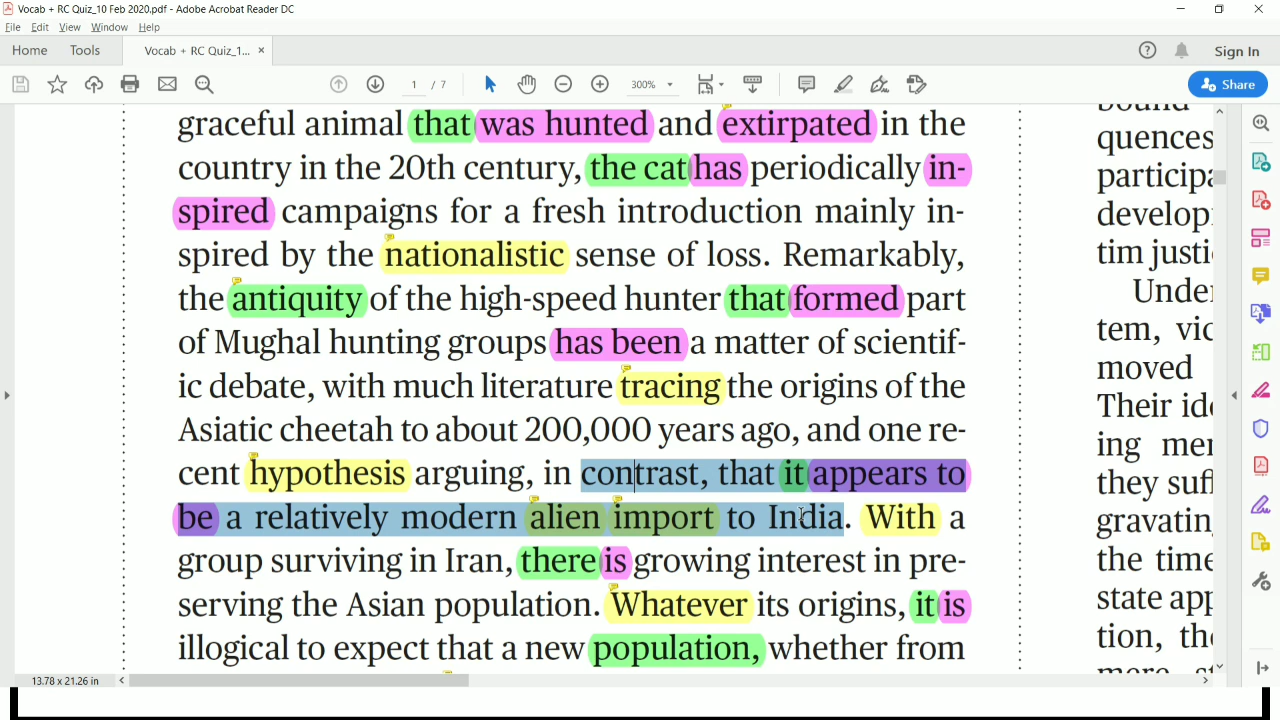 Vocab + RC Quiz_10 Feb 2020.pdf - Adobe Acrobat Reader DC
File Edit View Window Help
Home Tools Vocab + RC Quiz_1... × Sign In
1 / 7 300% Share
graceful animal that was hunted and extirpated in the
country in the 20th century, the cat has periodically in-
spired campaigns for a fresh introduction mainly in-
spired by the nationalistic sense of loss. Remarkably,
the antiquity of the high-speed hunter that formed part
of Mughal hunting groups has been a matter of scientif-
ic debate, with much literature tracing the origins of the
Asiatic cheetah to about 200,000 years ago, and one re-
cent hypothesis arguing, in contrast, that it appears to
be a relatively modern alien import to India. With a
group surviving in Iran, there is growing interest in pre-
serving the Asian population. Whatever its origins, it is
illogical to expect that a new population, whether from
quences
particip
develop
tim justi
Unde
tem, vic
moved
Their id
ing mer
they suf
gravatin
the time
state app
tion, th
13.78 x 21.26 in